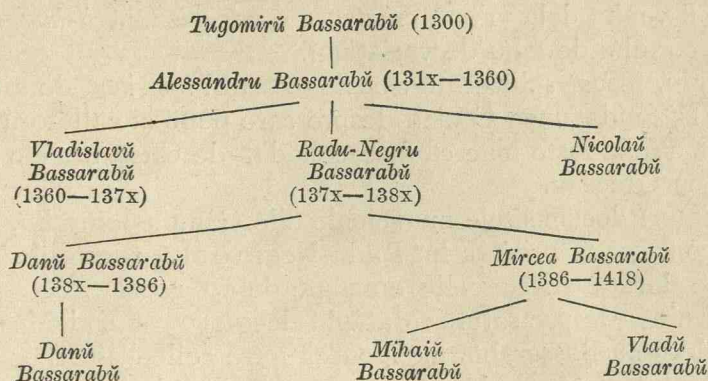 Tugomirŭ Bassarabŭ (1300)
Alessandru Bassarabŭ (131x—1360)
Vladislavŭ
Bassarabŭ
(1360—137x)
Radu-Negru
Bassarabŭ
(137x—138x)
Nicolaŭ
Bassarabŭ
Danŭ Bassarabŭ
(138x—1386)
Mircea Bassarabŭ
(1386—1418)
Danŭ
Bassarabŭ
Mihaiŭ
Bassarabŭ
Vladŭ
Bassarabŭ